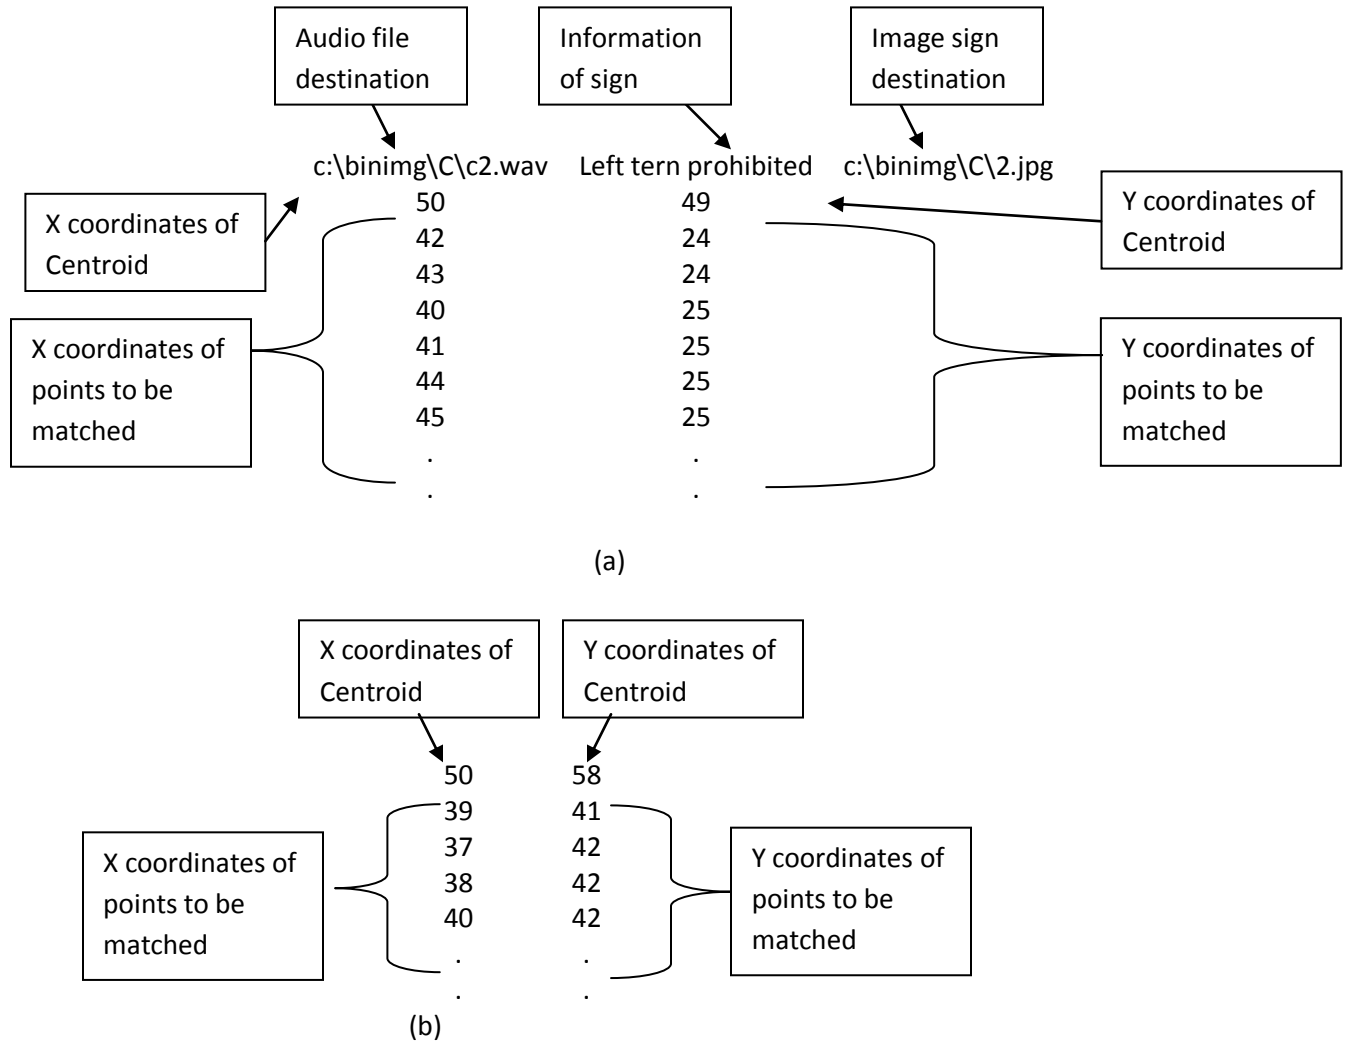 Audio file
destination
Information
of sign
Image sign
destination
c:\binimg\C\c2.wav Left tern prohibited c:\binimg\C\2.jpg
X coordinates of
Centroid
50 49
Y coordinates of
Centroid
42 24
43 24
40 25
41 25
44 25
45 25
. .
. .
X coordinates of
points to be
matched
Y coordinates of
points to be
matched
(a)
X coordinates of
Centroid
Y coordinates of
Centroid
50 58
39 41
37 42
38 42
40 42
. .
. .
X coordinates of
points to be
matched
Y coordinates of
points to be
matched
(b)